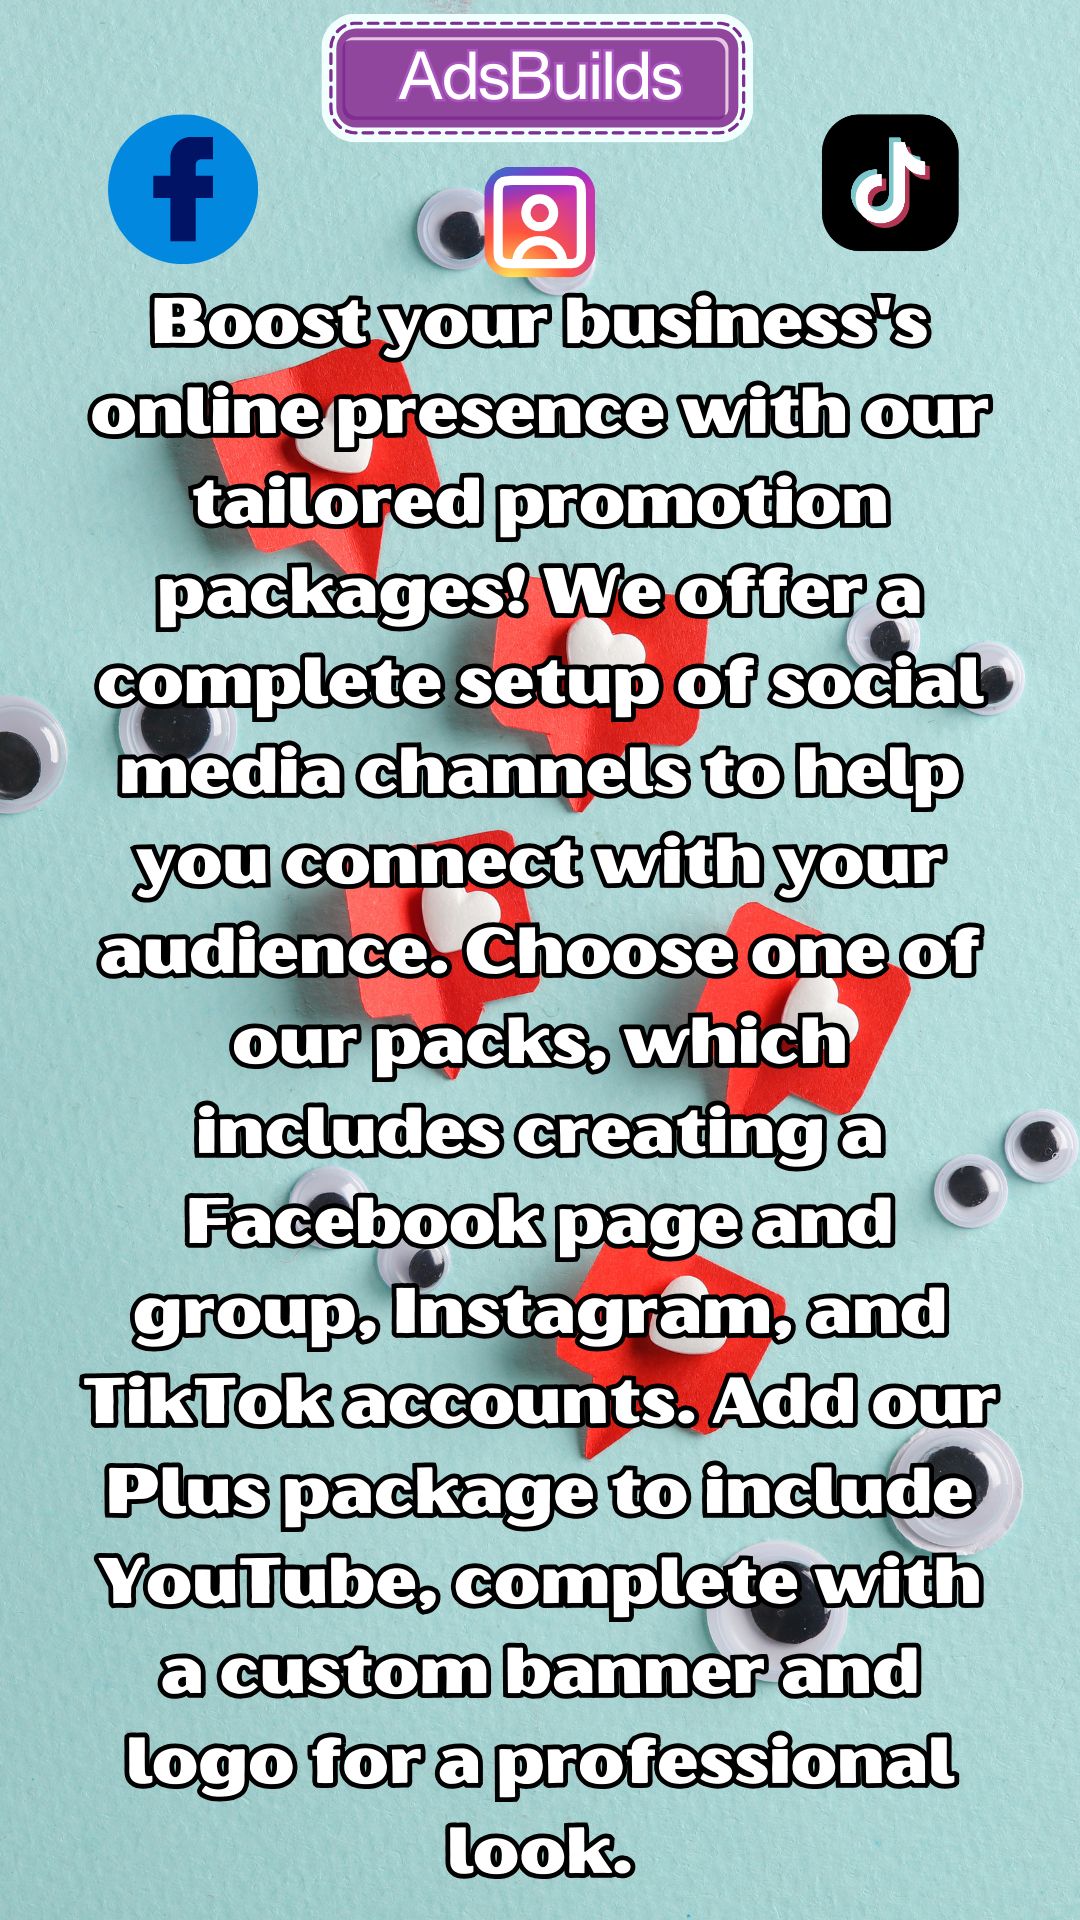 AdsBuilds
Boost your business's
online presence with our
tailored promotion
packages! We offer a
complete setup of social
media channels to help
you connect with your
audience. Choose one of
our packs, which
includes creating a
Facebook page and
group, Instagram, and
TikTok accounts. Add our
Plus package to include
YouTube, complete with
a custom banner and
logo for a professional
look.